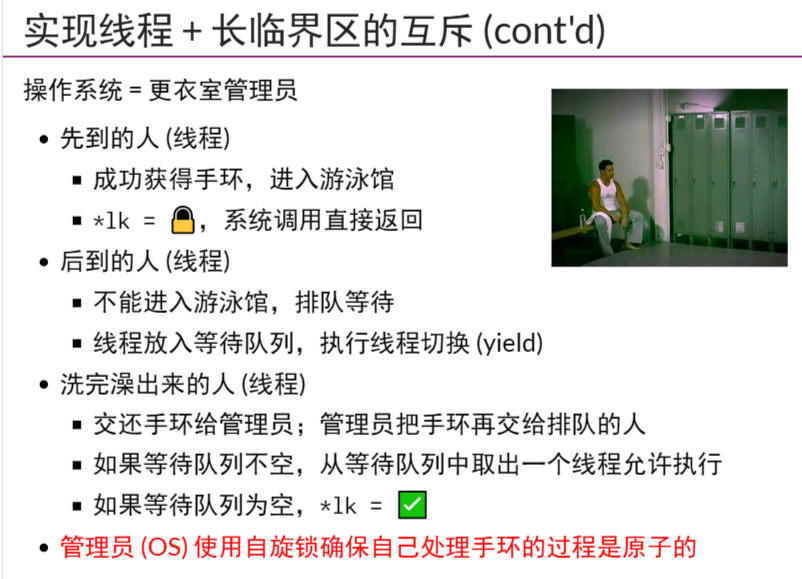 实现线程 + 长临界区的互斥 (cont'd)
操作系统 = 更衣室管理员
先到的人 (线程)
成功获得手环，进入游泳馆
*lk = 🔒，系统调用直接返回
后到的人 (线程)
不能进入游泳馆，排队等待
线程放入等待队列，执行线程切换 (yield)
洗完澡出来的人 (线程)
交还手环给管理员；管理员把手环再交给排队的人
如果等待队列不空，从等待队列中取出一个线程允许执行
如果等待队列为空，*lk = ✅
管理员 (OS) 使用自旋锁确保自己处理手环的过程是原子的